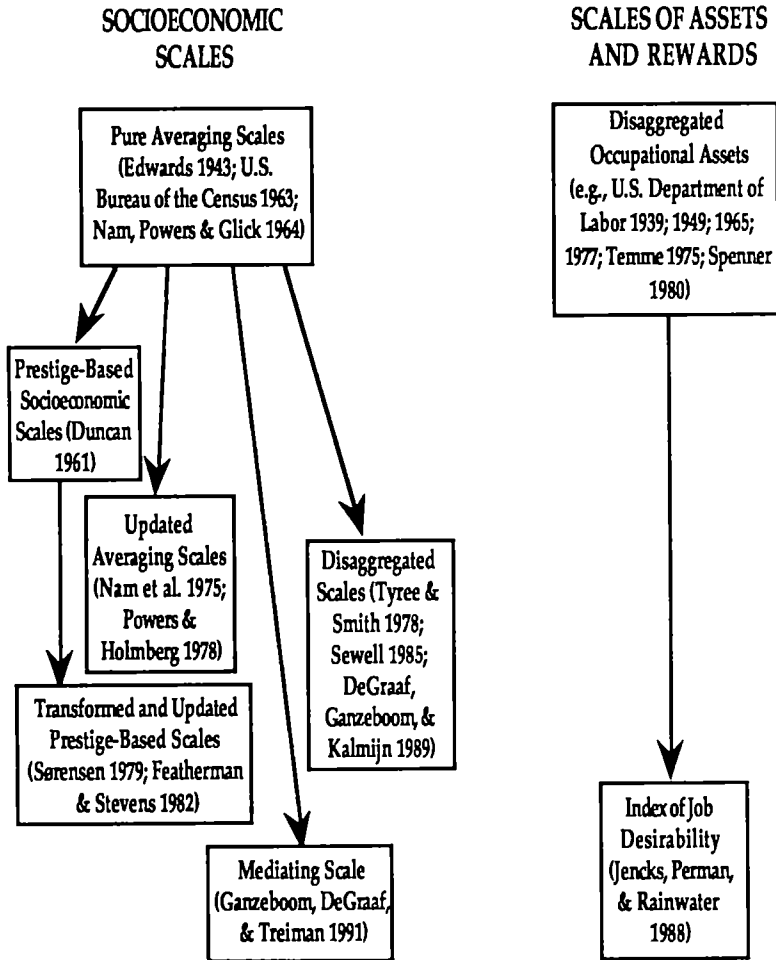 SOCIOECONOMIC
SCALES
Pure Averaging Scales
(Edwards 1943; U.S.
Bureau of the Census 1963;
Nam, Powers & Glick 1964)
Prestige-Based
Socioeconomic
Scales (Duncan
1961)
Updated
Averaging Scales
(Nam et al. 1975;
Powers &
Holmberg 1978)
Disaggregated
Scales (Tyree &
Smith 1978;
Sewell 1985;
DeGraaf,
Ganzeboom, &
Kalmijn 1989)
Transformed and Updated
Prestige-Based Scales
(Sørensen 1979; Featherman
& Stevens 1982)
Mediating Scale
(Ganzeboom, DeGraaf,
& Treiman 1991)
SCALES OF ASSETS
AND REWARDS
Disaggregated
Occupational Assets
(e.g., U.S. Department of
Labor 1939; 1949; 1965;
1977; Temme 1975; Spenner
1980)
Index of Job
Desirability
(Jencks, Perman,
& Rainwater
1988)